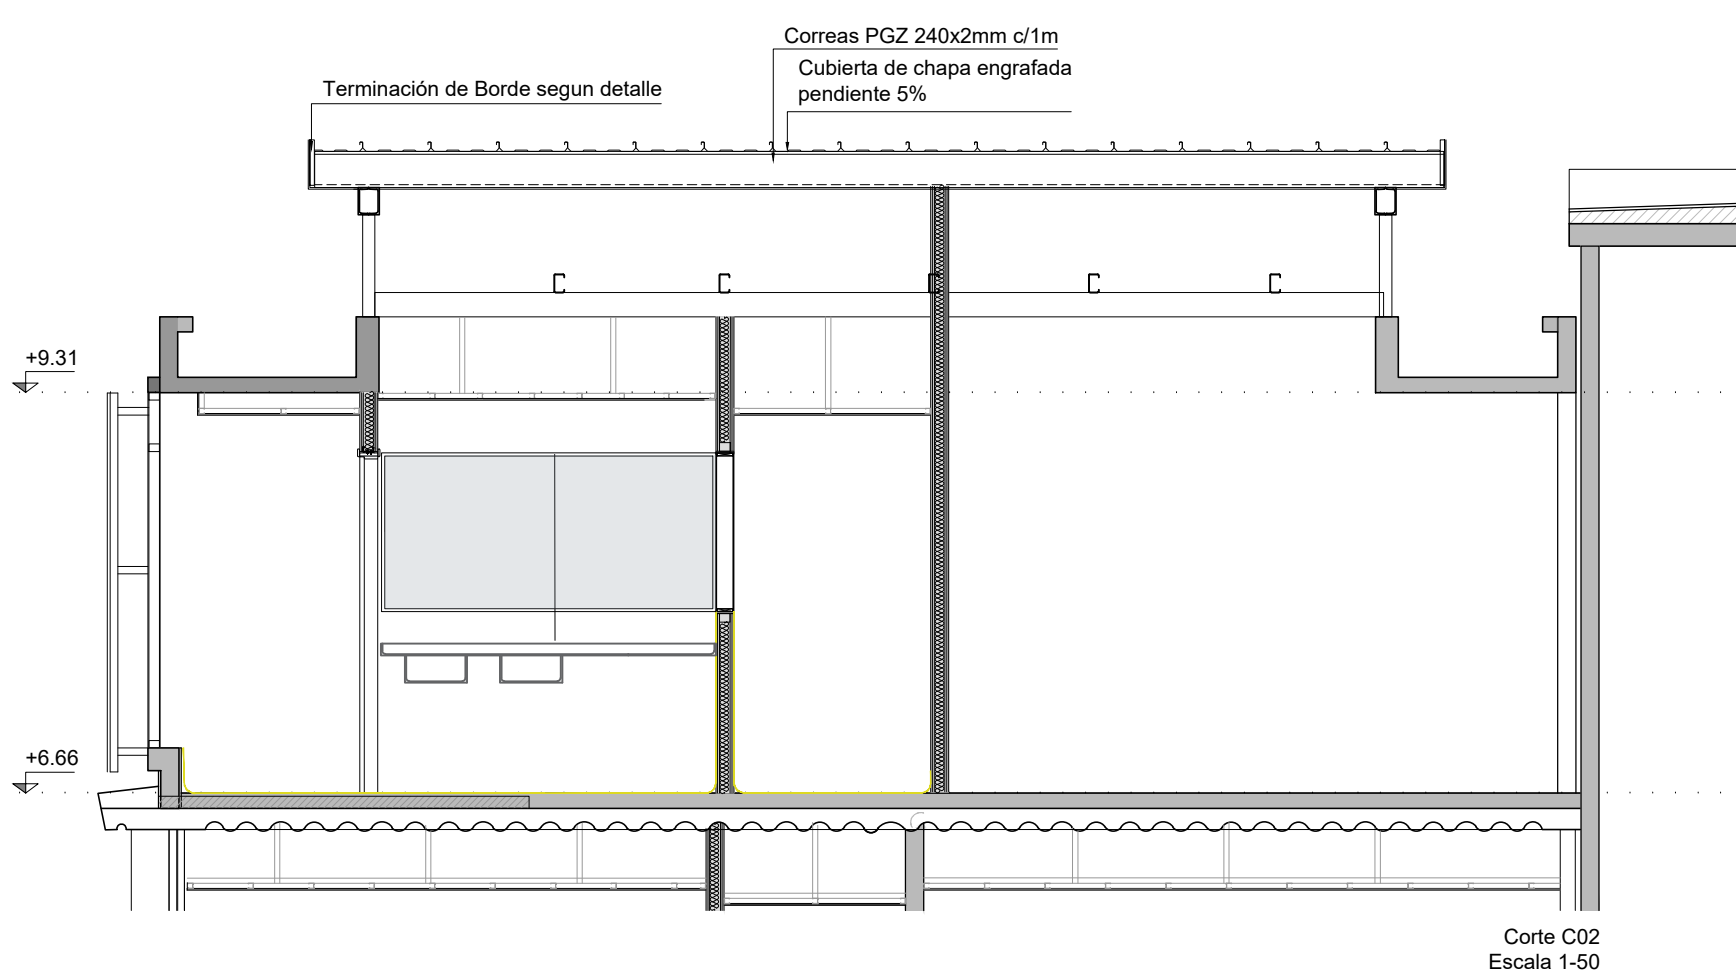 Correas PGZ 240x2mm c/1m
Cubierta de chapa engrafada
pendiente 5%
Terminación de Borde segun detalle
+9.31
+6.66
Corte C02
Escala 1-50